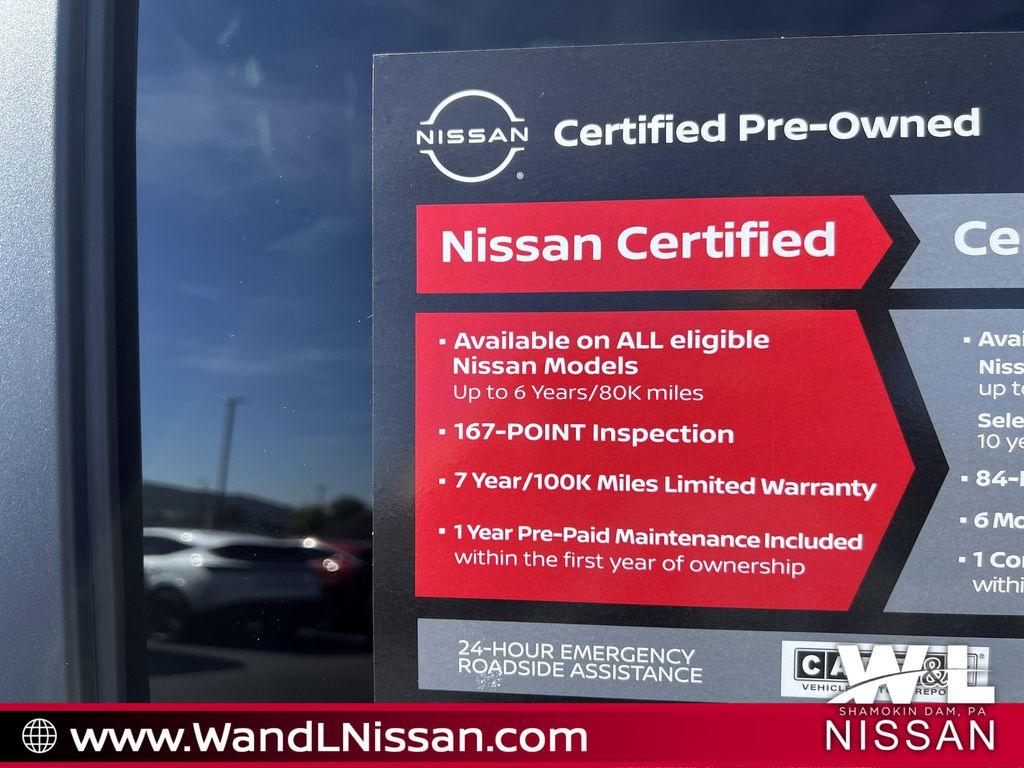 NISSAN
Certified Pre-Owned
Nissan Certified
▪ Available on ALL eligible
Nissan Models
Up to 6 Years/80K miles
▪ 167-POINT Inspection
▪ 7 Year/100K Miles Limited Warranty
▪ 1 Year Pre-Paid Maintenance Included
within the first year of ownership
24-HOUR EMERGENCY
ROADSIDE ASSISTANCE
W&L
SHAMOKIN DAM, PA
NISSAN
www.WandLNissan.com